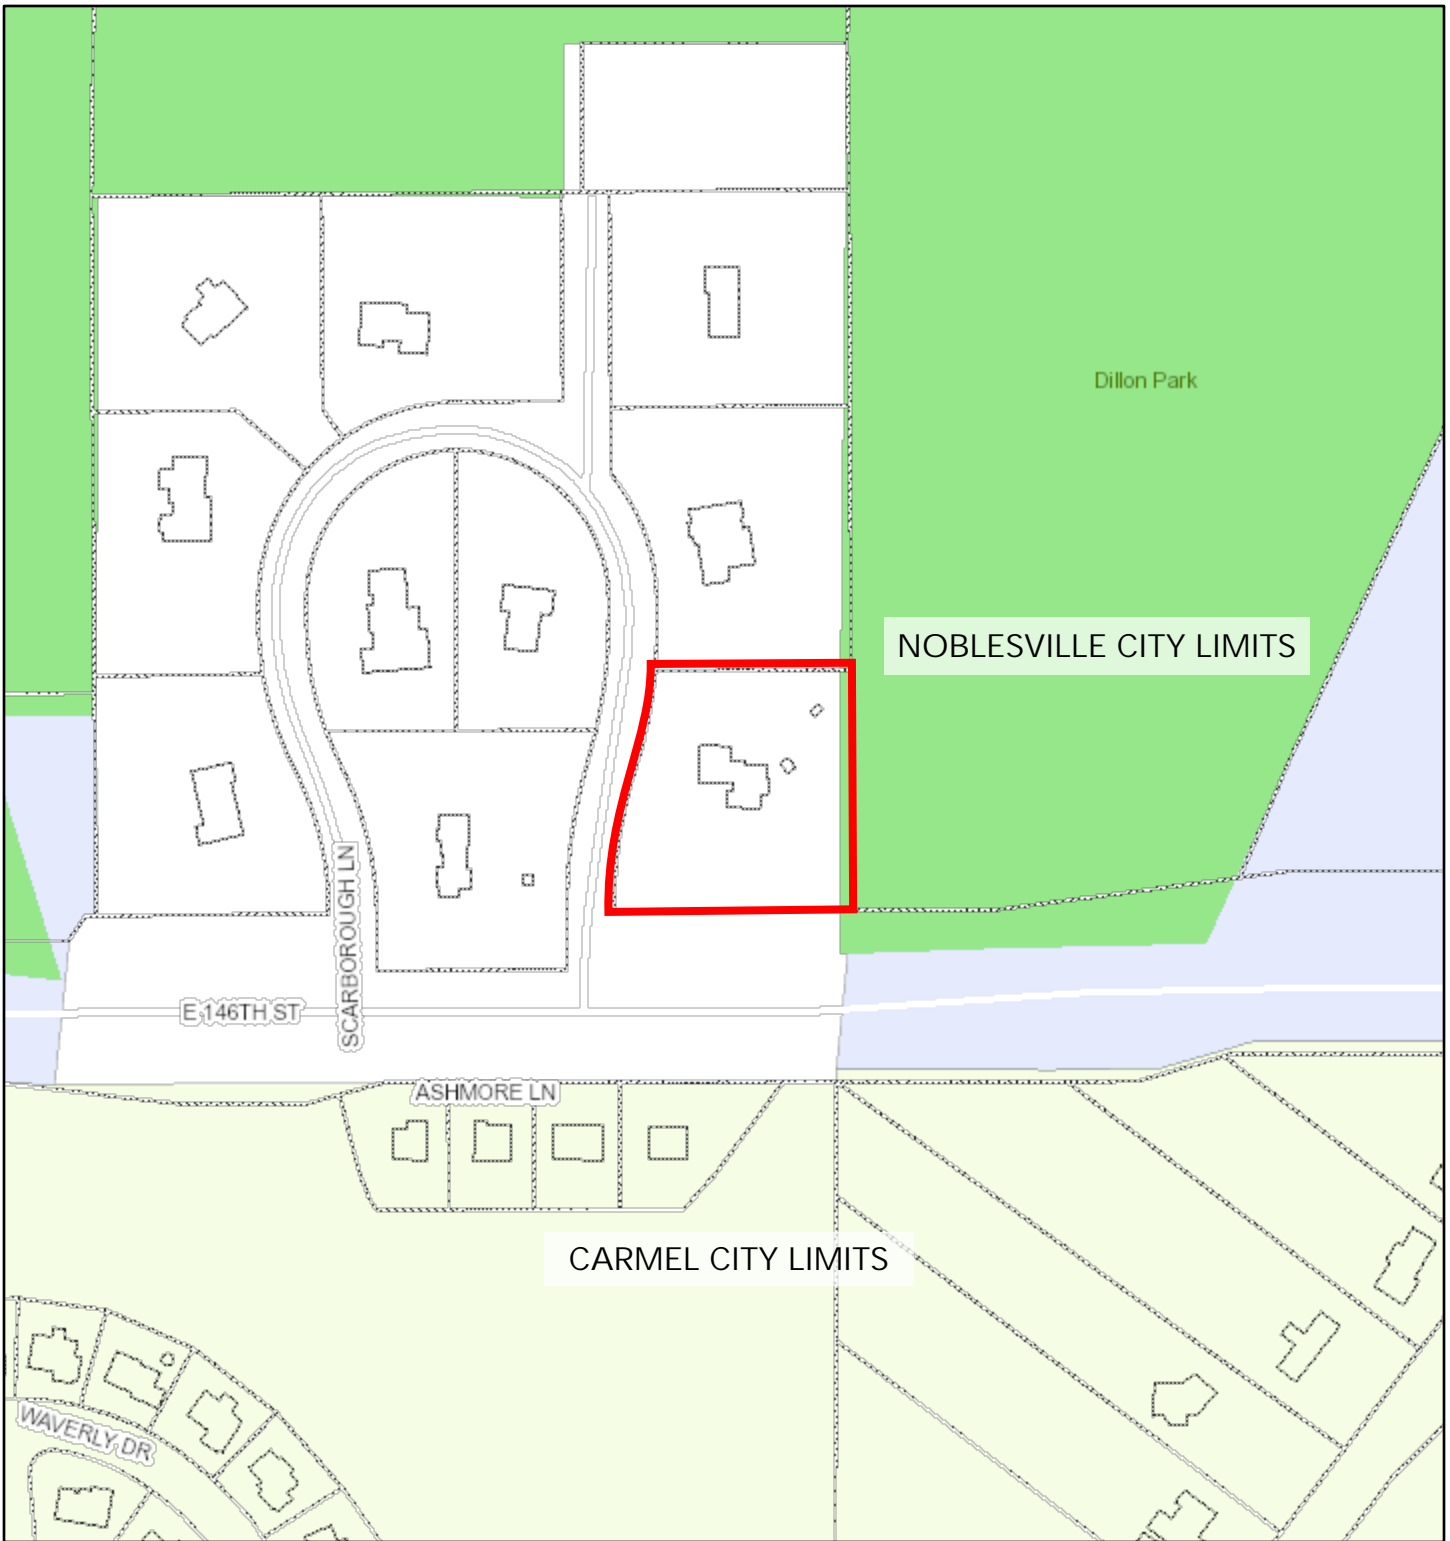 Dillon Park
NOBLESVILLE CITY LIMITS
SCARBOROUGH LN
E 146TH ST
ASHMORE LN
CARMEL CITY LIMITS
WAVERLY DR